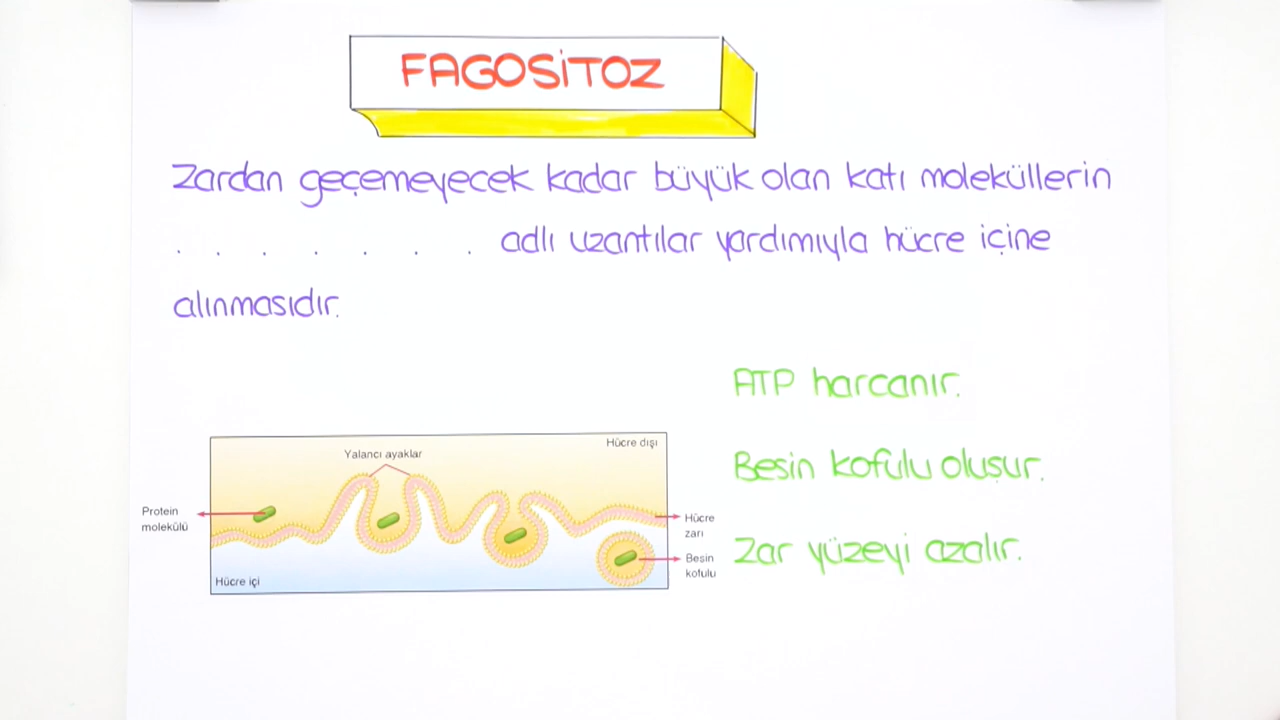 FAGOSİTOZ
Zardan geçemeyecek kadar büyük olan katı moleküllerin
. . . . . . . adlı uzantılar yardımıyla hücre içine
alınmasıdır.
ATP harcanır.
Besin kofulu oluşur.
Zar yüzeyi azalır.
Hücre dışı
Yalancı ayaklar
Protein
molekülü
Hücre
zarı
Besin
kofulu
Hücre içi